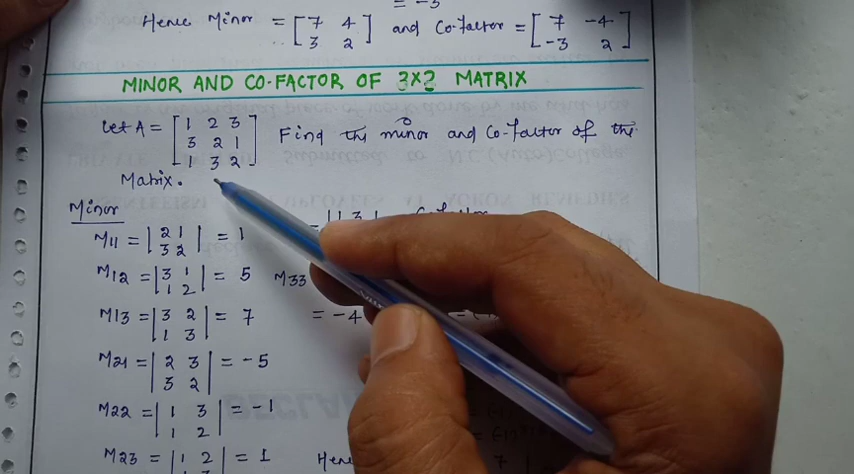 = -3
Hence Minor = [7 4 and Co-factor = [7 -4
3 2] -3 2]
MINOR AND CO-FACTOR OF 3X3 MATRIX
Let A = [1 2 3 Find the minor and Co-factor of the
3 2 1
1 3 2]
Matrix.
Minor
M11 = |2 1 = 1
3 2|
M12 = |3 1 = 5 M33
1 2|
M13 = |3 2 = 7 = -4
1 3|
M21 = |2 3 = -5
3 2|
M22 = |1 3 = -1
1 2|
M23 = |1 2 = 1